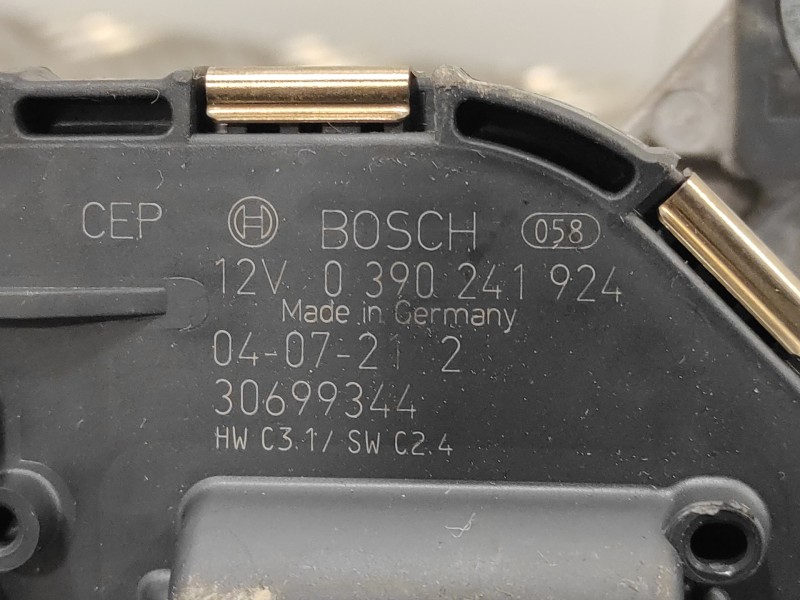 CEP BOSCH 058
12V 0 390 241 924
Made in Germany
04-07-21 2
30699344
HW C3.1/ SW C2.4